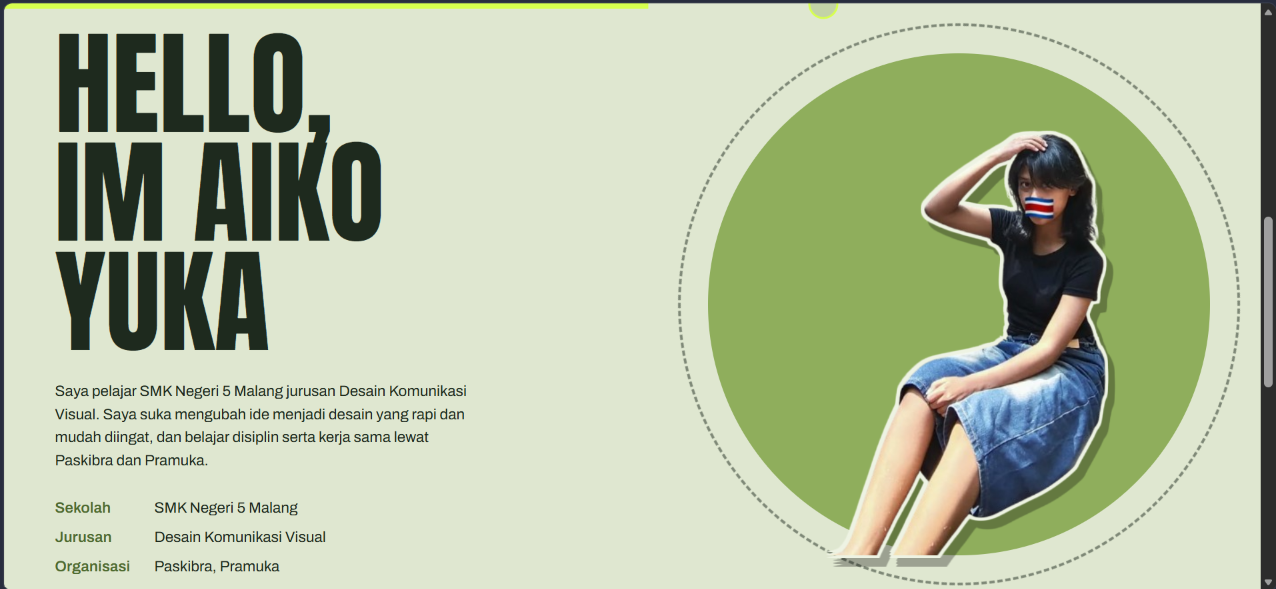 HELLO,
IM AIKO
YUKA
Saya pelajar SMK Negeri 5 Malang jurusan Desain Komunikasi
Visual. Saya suka mengubah ide menjadi desain yang rapi dan
mudah diingat, dan belajar disiplin serta kerja sama lewat
Paskibra dan Pramuka.
Sekolah SMK Negeri 5 Malang
Jurusan Desain Komunikasi Visual
Organisasi Paskibra, Pramuka